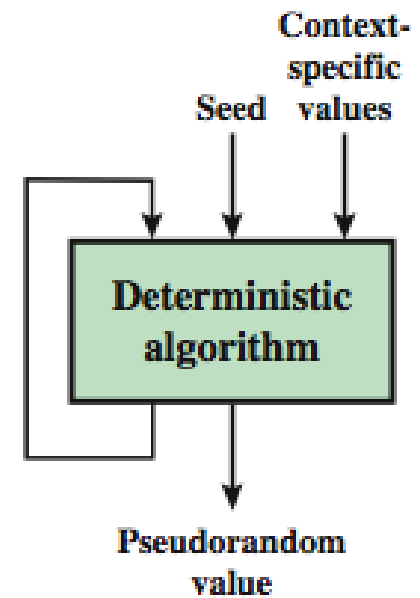 Context-
specific
Seed values
Deterministic
algorithm
Pseudorandom
value